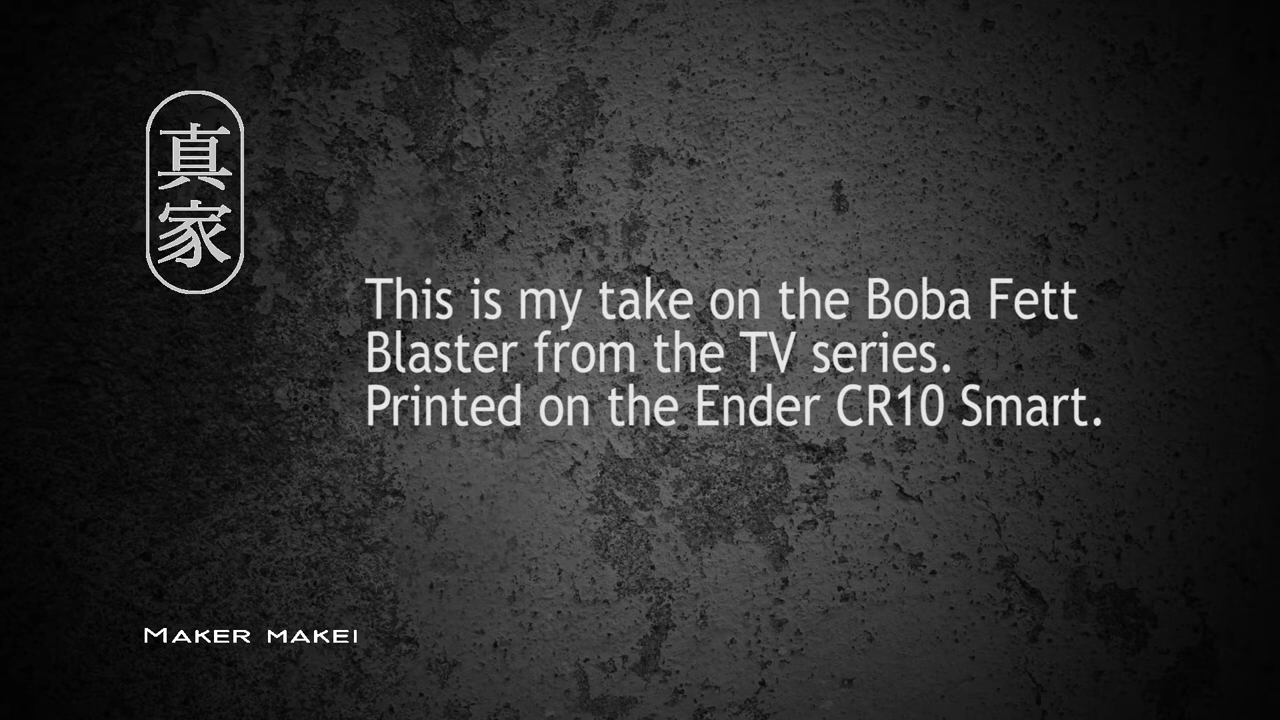 真
家
This is my take on the Boba Fett
Blaster from the TV series.
Printed on the Ender CR10 Smart.
MAKER MAKEI